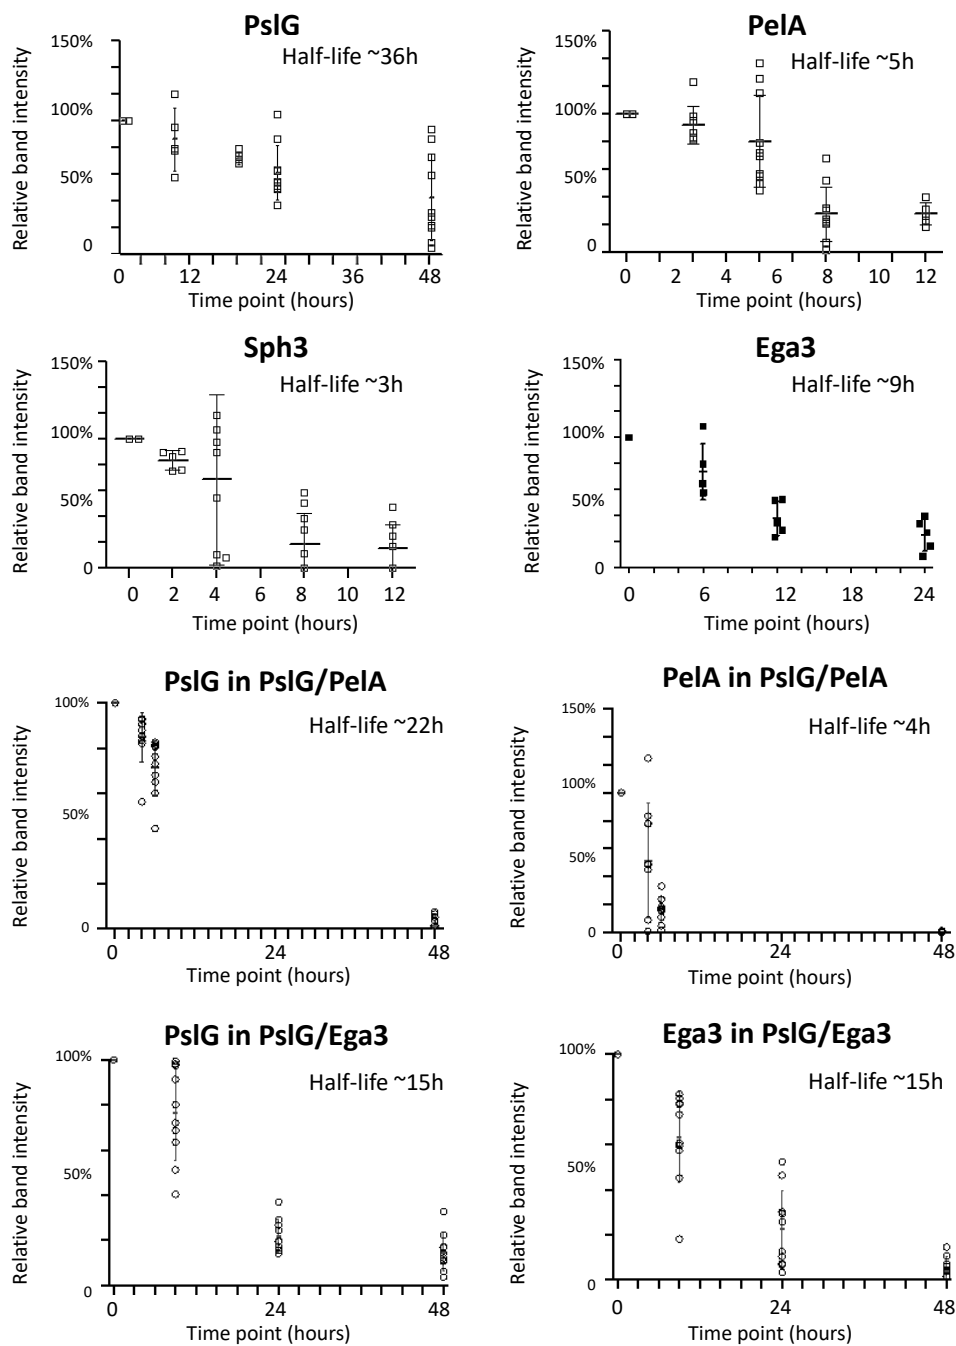 PslG
Half-life ~36h
Relative band intensity
150%
100%
50%
0
0 12 24 36 48
Time point (hours)
PelA
Half-life ~5h
Relative band intensity
150%
100%
50%
0
0 2 4 6 8 10 12
Time point (hours)
Sph3
Half-life ~3h
Relative band intensity
150%
100%
50%
0
0 2 4 6 8 10 12
Time point (hours)
Ega3
Half-life ~9h
Relative band intensity
150%
100%
50%
0
0 6 12 18 24
Time point (hours)
PslG in PslG/PelA
Half-life ~22h
Relative band intensity
100%
50%
0
0 24 48
Time point (hours)
PelA in PslG/PelA
Half-life ~4h
Relative band intensity
150%
100%
50%
0
0 24 48
Time point (hours)
PslG in PslG/Ega3
Half-life ~15h
Relative band intensity
100%
50%
0
0 24 48
Time point (hours)
Ega3 in PslG/Ega3
Half-life ~15h
Relative band intensity
100%
50%
0
0 24 48
Time point (hours)